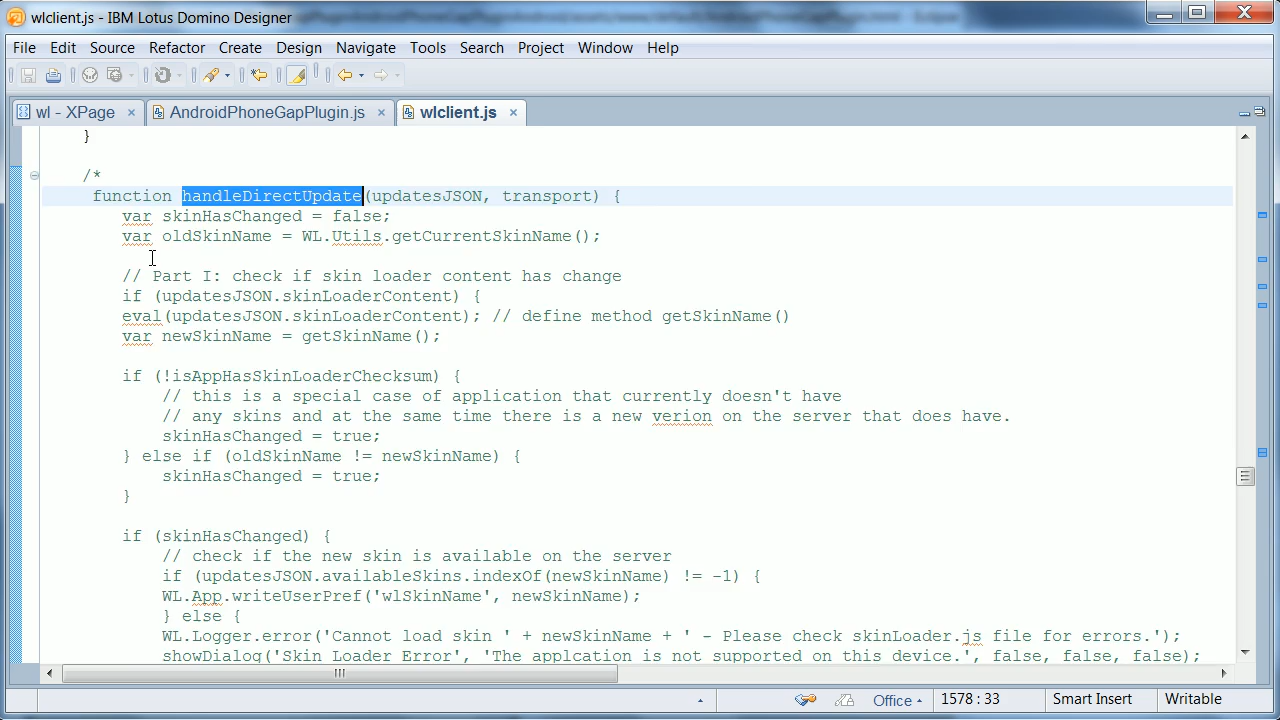 wlclient.js - IBM Lotus Domino Designer
File Edit Source Refactor Create Design Navigate Tools Search Project Window Help
wl - XPage AndroidPhoneGapPlugin.js wlclient.js
}
/*
function handleDirectUpdate(updatesJSON, transport) {
var skinHasChanged = false;
var oldSkinName = WL.Utils.getCurrentSkinName();
// Part I: check if skin loader content has change
if (updatesJSON.skinLoaderContent) {
eval(updatesJSON.skinLoaderContent); // define method getSkinName()
var newSkinName = getSkinName();
if (!isAppHasSkinLoaderChecksum) {
// this is a special case of application that currently doesn't have
// any skins and at the same time there is a new verion on the server that does have.
skinHasChanged = true;
} else if (oldSkinName != newSkinName) {
skinHasChanged = true;
}
if (skinHasChanged) {
// check if the new skin is available on the server
if (updatesJSON.availableSkins.indexOf(newSkinName) != -1) {
WL.App.writeUserPref('wlSkinName', newSkinName);
} else {
WL.Logger.error('Cannot load skin ' + newSkinName + ' - Please check skinLoader.js file for errors.');
showDialog('Skin Loader Error', 'The applcation is not supported on this device.', false, false, false);
Office 1578 : 33 Smart Insert Writable